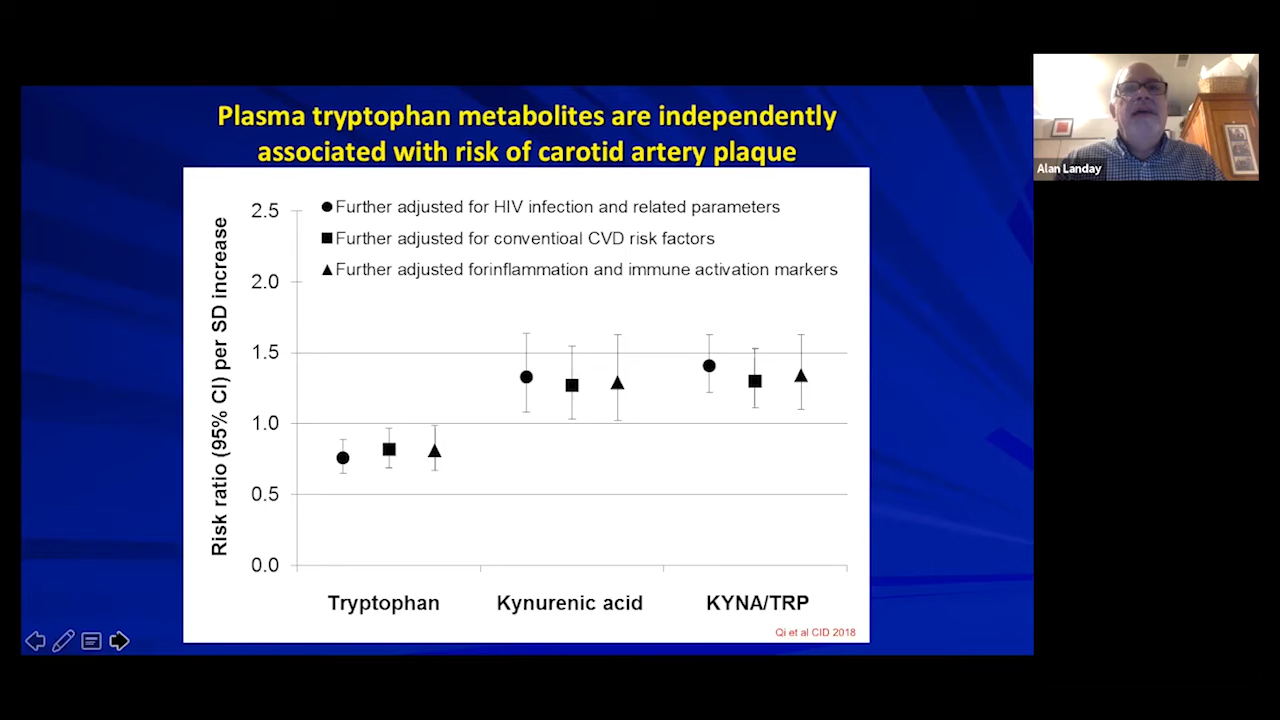 Plasma tryptophan metabolites are independently
associated with risk of carotid artery plaque
Alan Landay
Risk ratio (95% CI) per SD increase
2.5
2.0
1.5
1.0
0.5
0.0
Further adjusted for HIV infection and related parameters
Further adjusted for conventioal CVD risk factors
Further adjusted forinflammation and immune activation markers
Tryptophan
Kynurenic acid
KYNA/TRP
Qi et al CID 2018